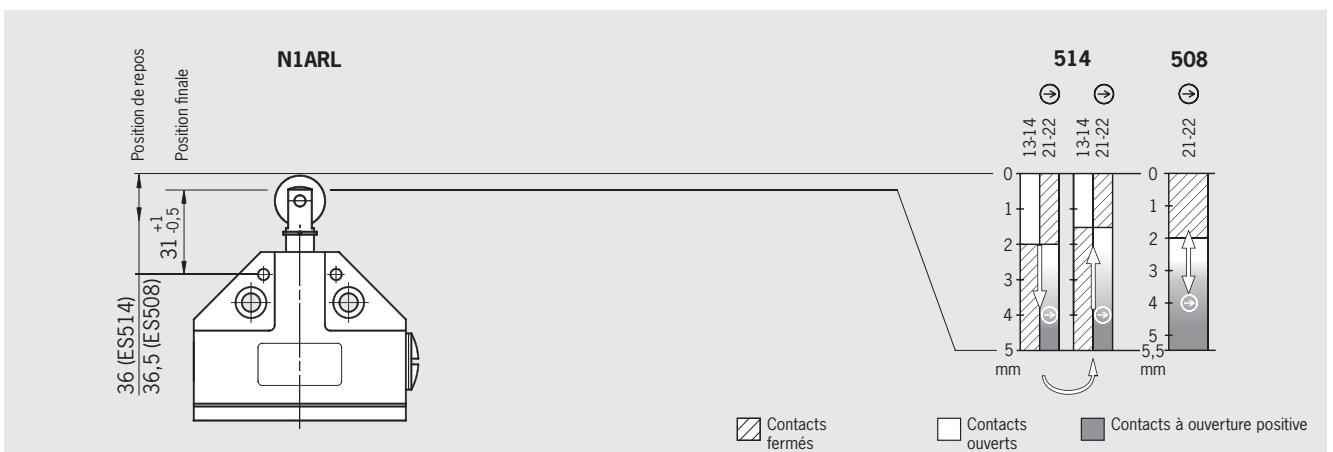 N1ARL
514
508
Position de repos
Position finale
13-14
21-22
13-14
21-22
21-22
31 +1 -0,5
36 (ES514)
36,5 (ES508)
0
1
2
3
4
5
mm
0
1
2
3
4
5
5,5
mm
Contacts
fermés
Contacts
ouverts
Contacts à ouverture positive